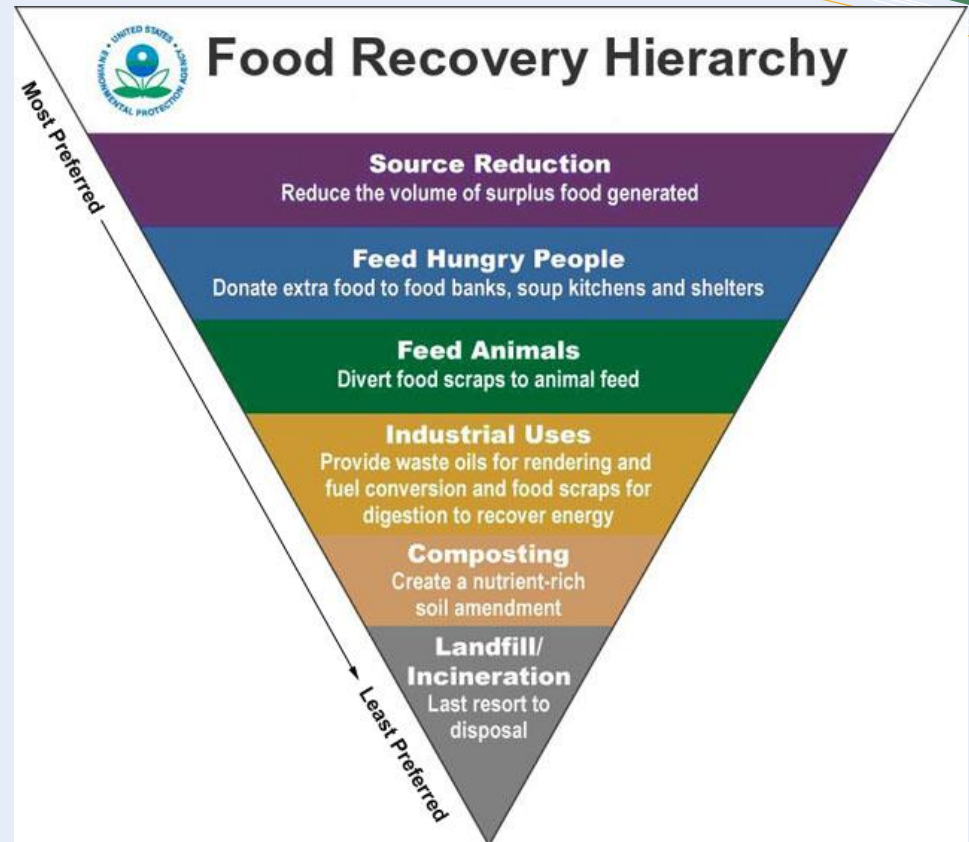 UNITED STATES
ENVIRONMENTAL PROTECTION AGENCY
Food Recovery Hierarchy
Most Preferred
Source Reduction
Reduce the volume of surplus food generated
Feed Hungry People
Donate extra food to food banks, soup kitchens and shelters
Feed Animals
Divert food scraps to animal feed
Industrial Uses
Provide waste oils for rendering and
fuel conversion and food scraps for
digestion to recover energy
Composting
Create a nutrient-rich
soil amendment
Landfill/
Incineration
Last resort to
disposal
Least Preferred